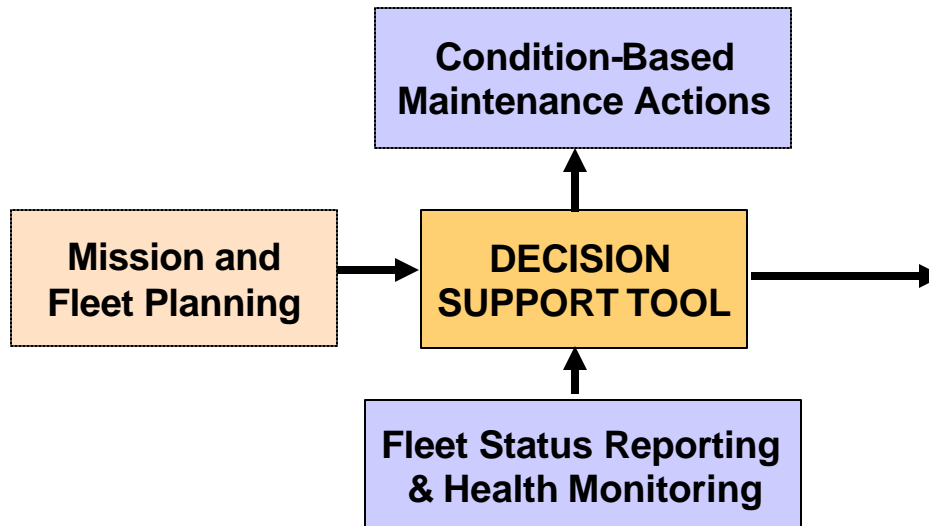 Condition-Based
Maintenance Actions
Mission and
Fleet Planning
DECISION
SUPPORT TOOL
Fleet Status Reporting
& Health Monitoring